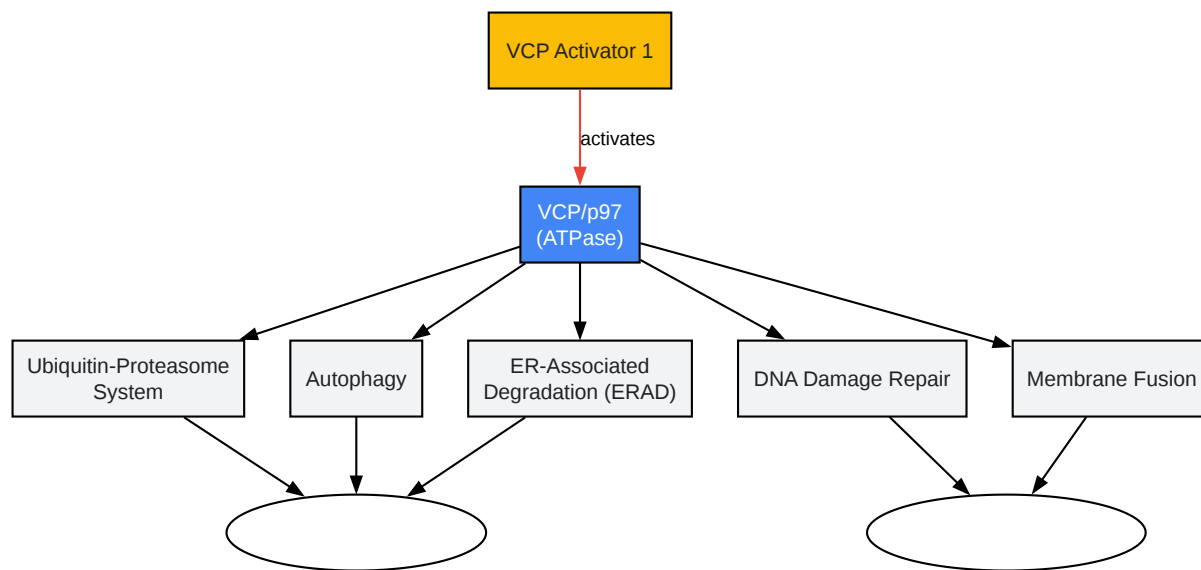 VCP Activator 1
activates
VCP/p97
(ATPase)
Ubiquitin-Proteasome
System
Autophagy
ER-Associated
Degradation (ERAD)
DNA Damage Repair
Membrane Fusion